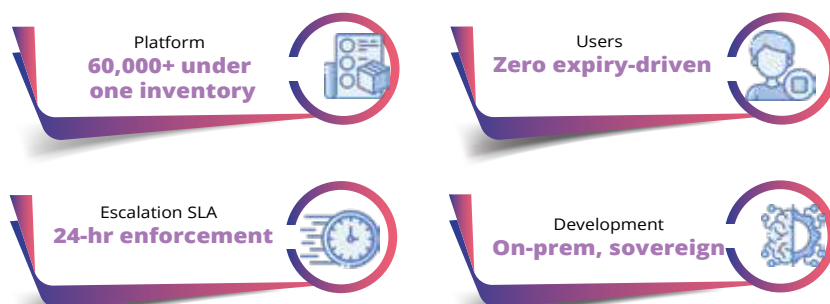 Platform
60,000+ under
one inventory
Users
Zero expiry-driven
Escalation SLA
24-hr enforcement
Development
On-prem, sovereign